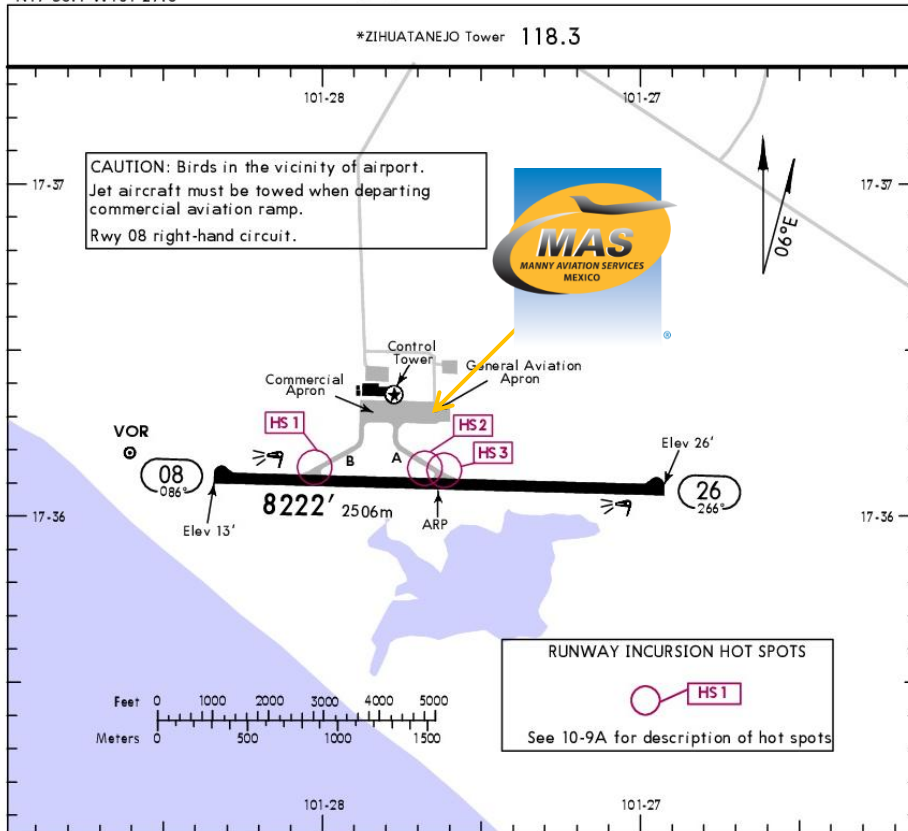 *ZIHUATANEJO Tower 118.3
101-28
101-27
CAUTION: Birds in the vicinity of airport.
Jet aircraft must be towed when departing
commercial aviation ramp.
Rwy 08 right-hand circuit.
17-37
17-37
06°E
MAS
MANNY AVIATION SERVICES
MEXICO
®
Control
Tower
General Aviation
Apron
Commercial
Apron
HS 1
HS 2
HS 3
VOR
B
A
Elev 26'
08
086°
26
266°
8222' 2506m
Elev 13'
ARP
17-36
17-36
RUNWAY INCURSION HOT SPOTS
HS 1
See 10-9A for description of hot spots
Feet 0 1000 2000 3000 4000 5000
Meters 0 500 1000 1500
101-28
101-27